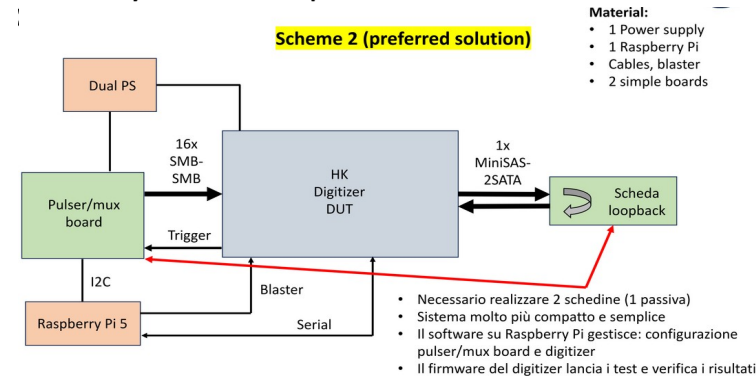 Scheme 2 (preferred solution)
Material:
• 1 Power supply
• 1 Raspberry Pi
• Cables, blaster
• 2 simple boards
Dual PS
16x
SMB-
SMB
HK
Digitizer
DUT
1x
MiniSAS-
2SATA
Pulser/mux
board
Scheda
loopback
Trigger
I2C
Blaster
Raspberry Pi 5
Serial
• Necessario realizzare 2 schedine (1 passiva)
• Sistema molto più compatto e semplice
• Il software su Raspberry Pi gestisce: configurazione
pulser/mux board e digitizer
• Il firmware del digitizer lancia i test e verifica i risultati